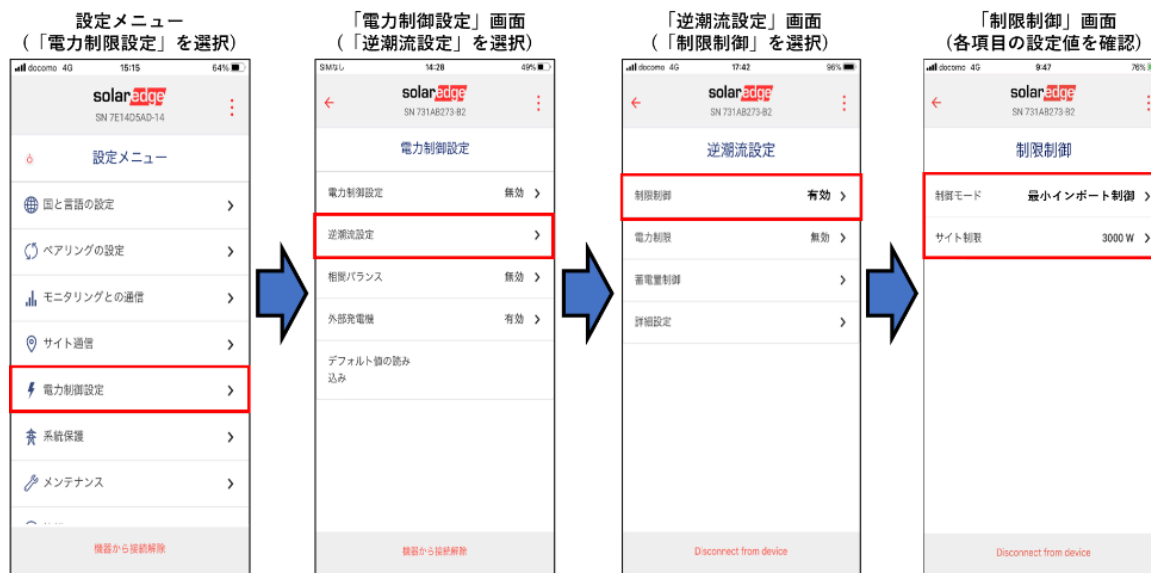 設定メニュー
(「電力制限設定」を選択)
docomo 4G 15:15 64%
solaredge
SN 7E14D5AD-14
設定メニュー
国と言語の設定
ペアリングの設定
モニタリングとの通信
サイト通信
電力制御設定
系統保護
メンテナンス
機器から接続解除
「電力制御設定」画面
(「逆潮流設定」を選択)
SIMなし 14:28 49%
solaredge
SN 731AB273-B2
電力制御設定
電力制御設定 無効
逆潮流設定
相間バランス 無効
外部発電機 有効
デフォルト値の読み
込み
機器から接続解除
「逆潮流設定」画面
(「制限制御」を選択)
docomo 4G 17:42 96%
solaredge
SN 731AB273-B2
逆潮流設定
制限制御 有効
電力制限 無効
蓄電量制御
詳細設定
Disconnect from device
「制限制御」画面
(各項目の設定値を確認)
docomo 4G 9:47 76%
solaredge
SN 731AB273-B2
制限制御
制御モード 最小インポート制御
サイト制限 3000 W
Disconnect from device